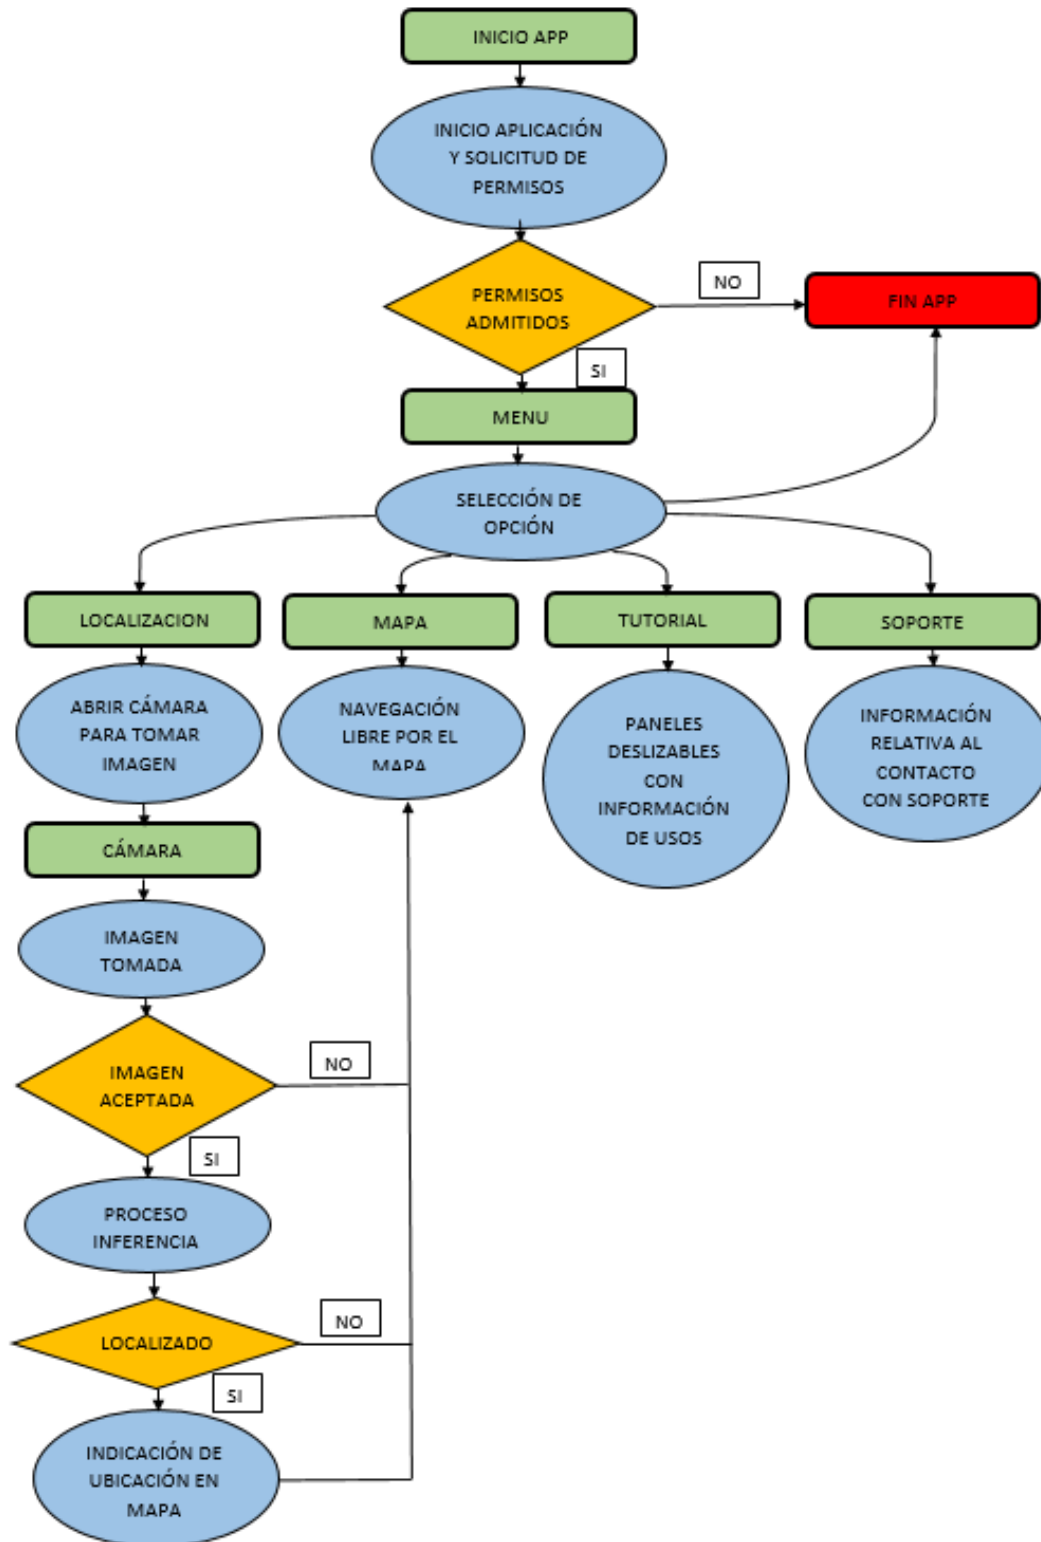 INICIO APP
INICIO APLICACIÓN
Y SOLICITUD DE
PERMISOS
PERMISOS
ADMITIDOS
NO
FIN APP
SI
MENU
SELECCIÓN DE
OPCIÓN
LOCALIZACION
MAPA
TUTORIAL
SOPORTE
ABRIR CÁMARA
PARA TOMAR
IMAGEN
NAVEGACIÓN
LIBRE POR EL
MAPA
PANELES
DESLIZABLES
CON
INFORMACIÓN
DE USOS
INFORMACIÓN
RELATIVA AL
CONTACTO
CON SOPORTE
CÁMARA
IMAGEN
TOMADA
IMAGEN
ACEPTADA
NO
SI
PROCESO
INFERENCIA
LOCALIZADO
NO
SI
INDICACIÓN DE
UBICACIÓN EN
MAPA